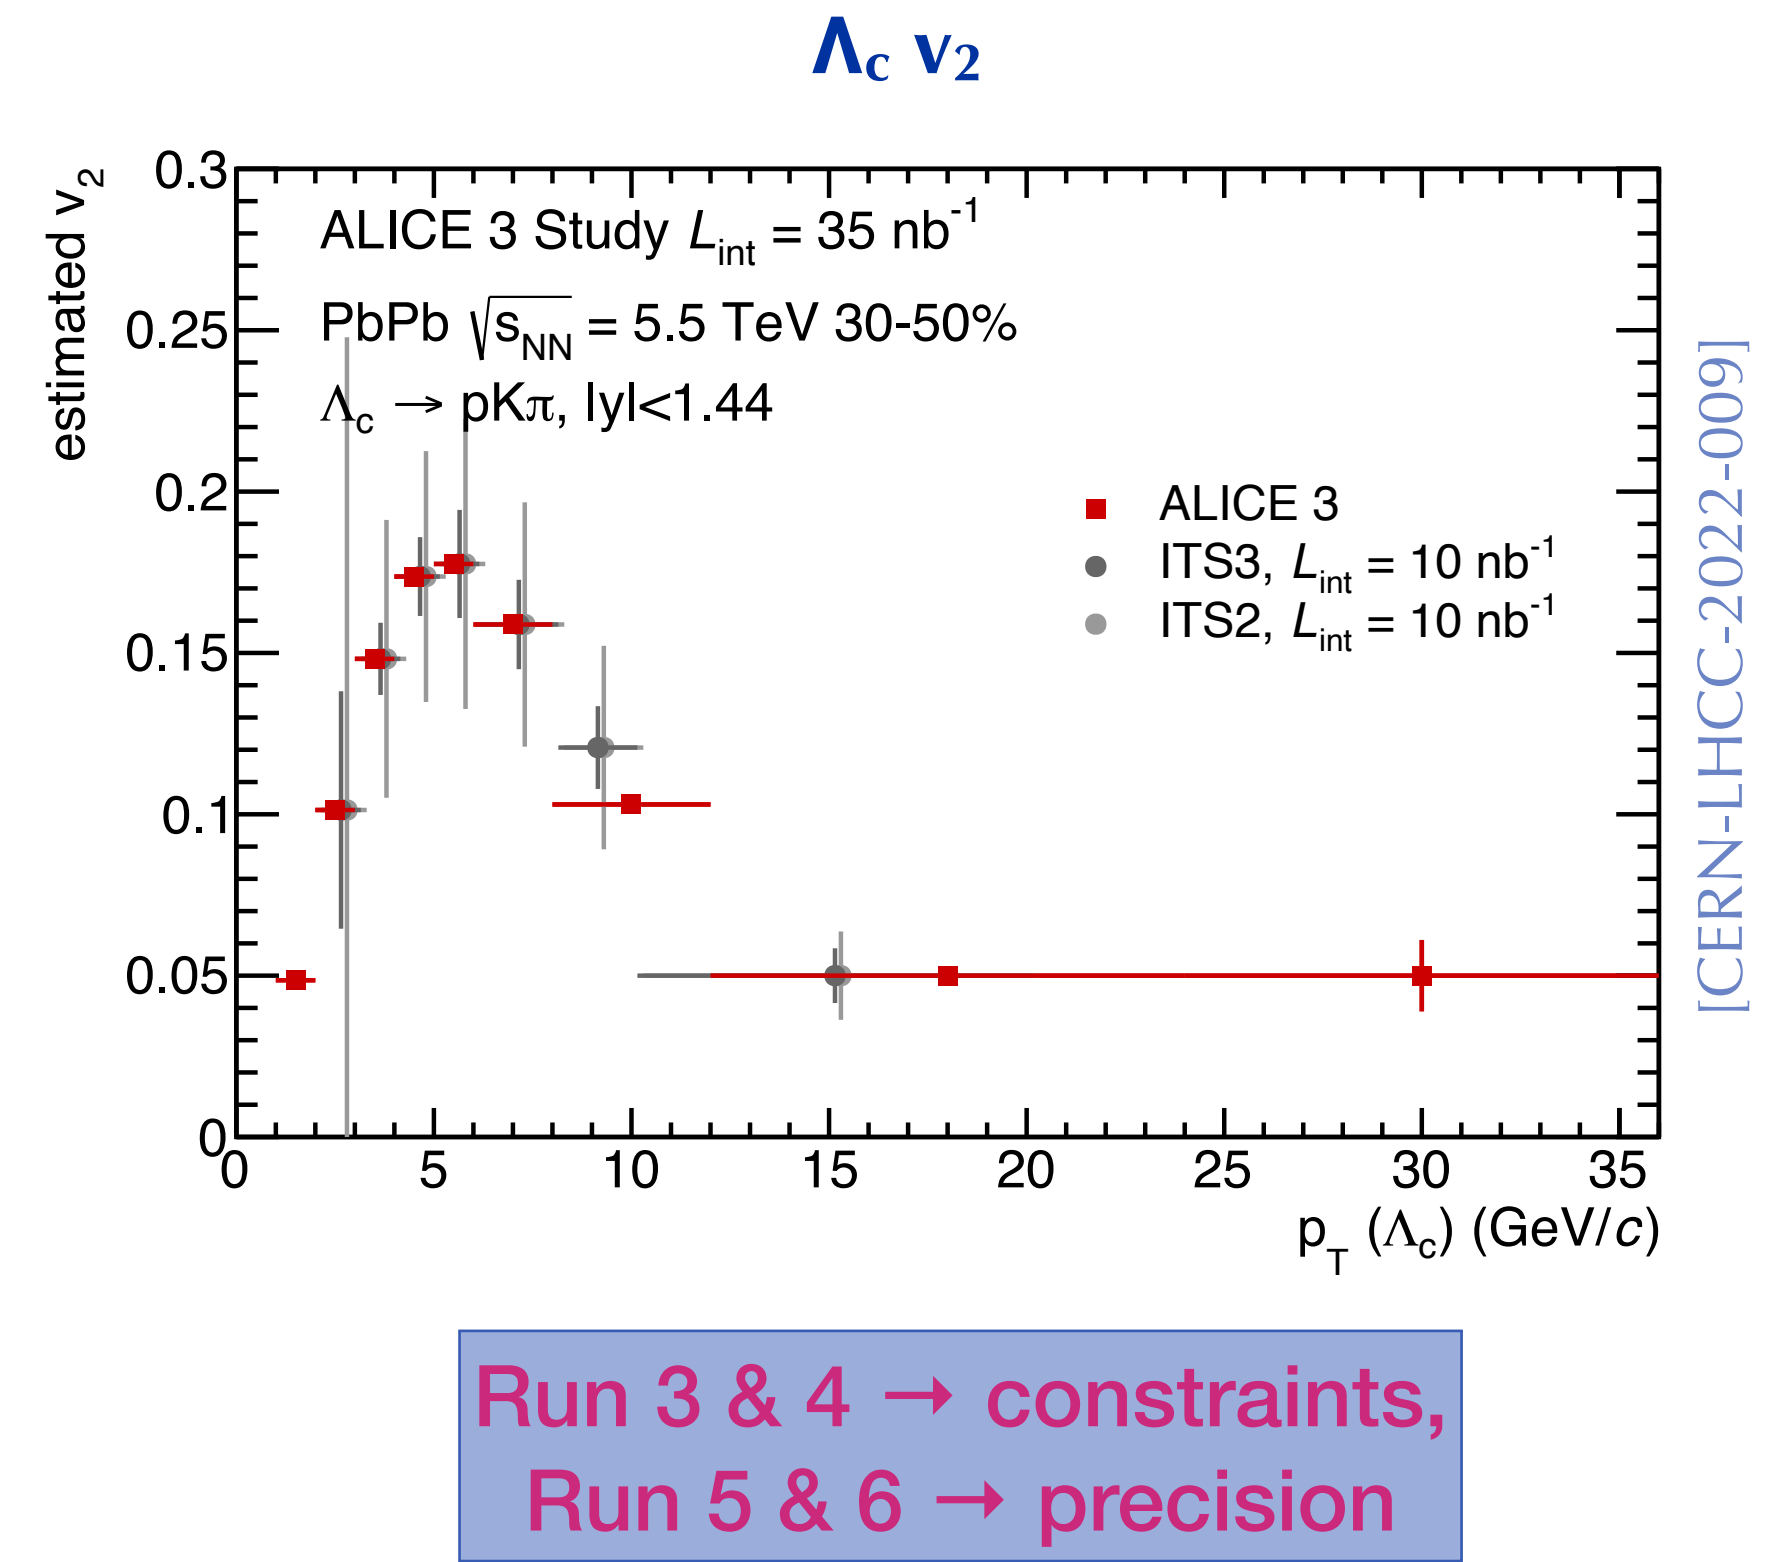 Λc v2
estimated v2
0.3
0.25
0.2
0.15
0.1
0.05
0
ALICE 3 Study Lint = 35 nb-1
PbPb √sNN = 5.5 TeV 30-50%
Λc → pKπ, |y|<1.44
ALICE 3
ITS3, Lint = 10 nb-1
ITS2, Lint = 10 nb-1
0 5 10 15 20 25 30 35
pT (Λc) (GeV/c)
[CERN-LHCC-2022-009]
Run 3 & 4 → constraints,
Run 5 & 6 → precision